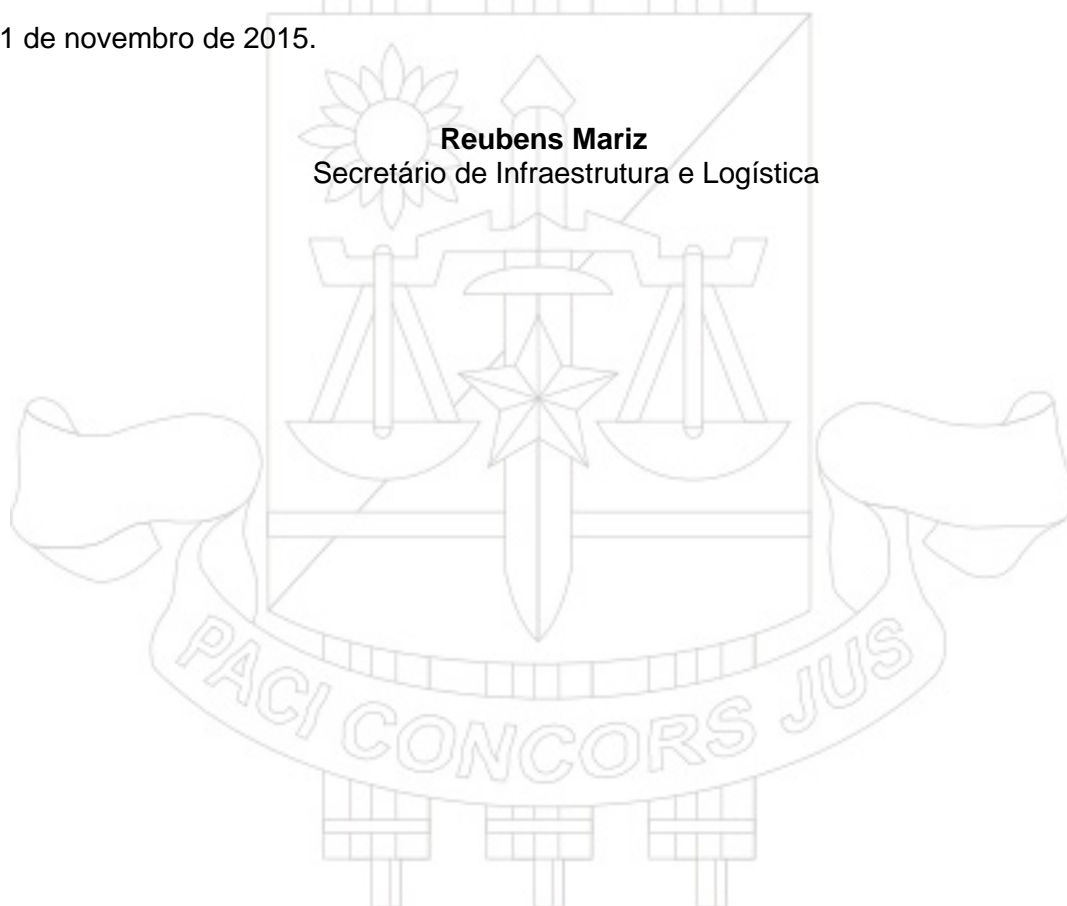 1 de novembro de 2015.
Reubens Mariz
Secretário de Infraestrutura e Logística
PACI CONCORS JUS